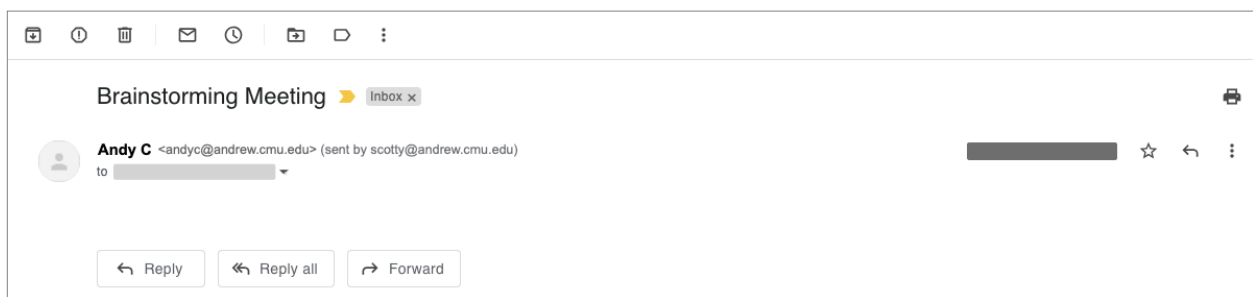 Brainstorming Meeting Inbox x
Andy C <andyc@andrew.cmu.edu> (sent by scotty@andrew.cmu.edu)
to
Reply Reply all Forward